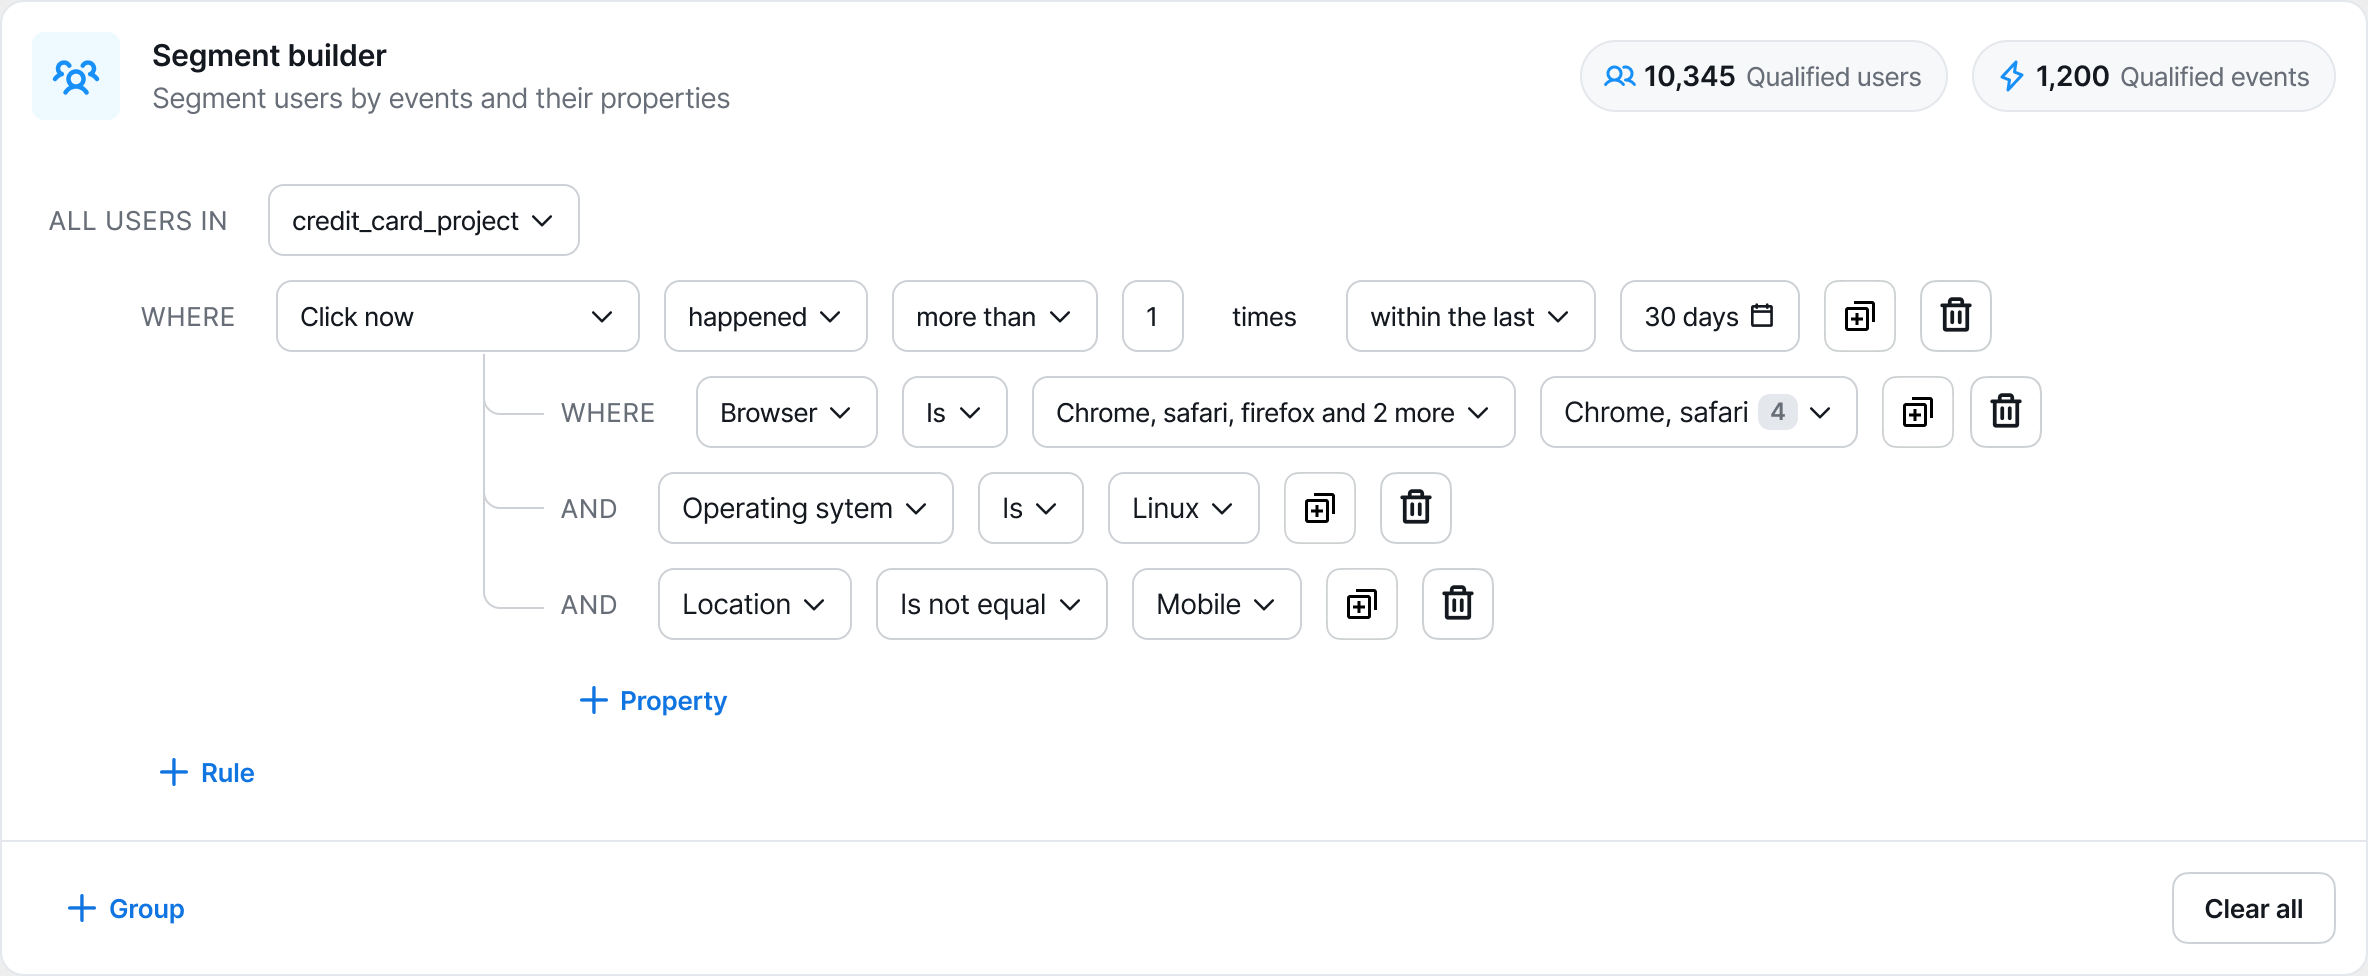 Segment builder
Segment users by events and their properties
10,345 Qualified users
1,200 Qualified events
ALL USERS IN credit_card_project
WHERE Click now happened more than 1 times within the last 30 days
WHERE Browser Is Chrome, safari, firefox and 2 more Chrome, safari 4
AND Operating sytem Is Linux
AND Location Is not equal Mobile
Property
Rule
Group
Clear all